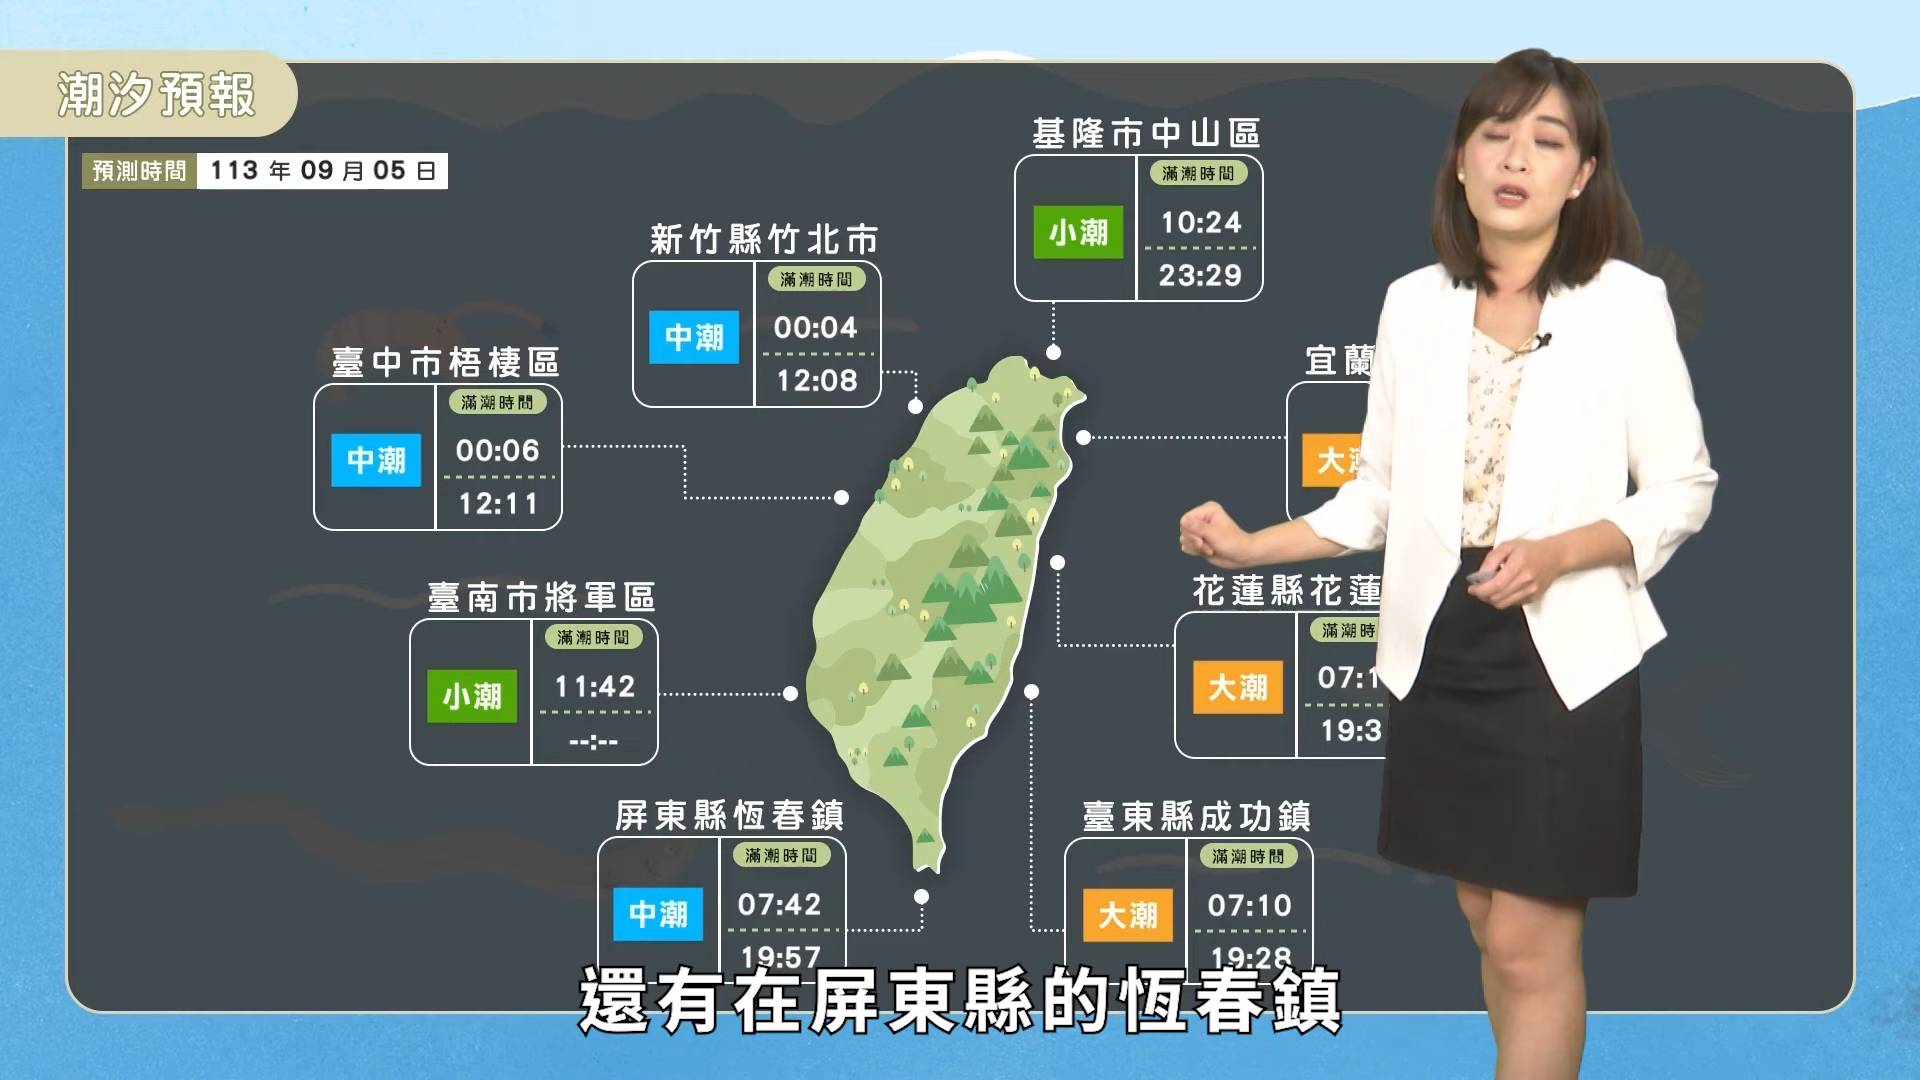 潮汐預報
預測時間 113 年 09 月 05 日
基隆市中山區
滿潮時間
小潮
10:24
23:29
新竹縣竹北市
滿潮時間
中潮
00:04
12:08
臺中市梧棲區
滿潮時間
中潮
00:06
12:11
宜蘭
大
臺南市將軍區
滿潮時間
小潮
11:42
--:--
花蓮縣花蓮
滿潮時
大潮
07:1
19:3
屏東縣恆春鎮
滿潮時間
中潮
07:42
19:57
臺東縣成功鎮
滿潮時間
大潮
07:10
19:28
還有在屏東縣的恆春鎮